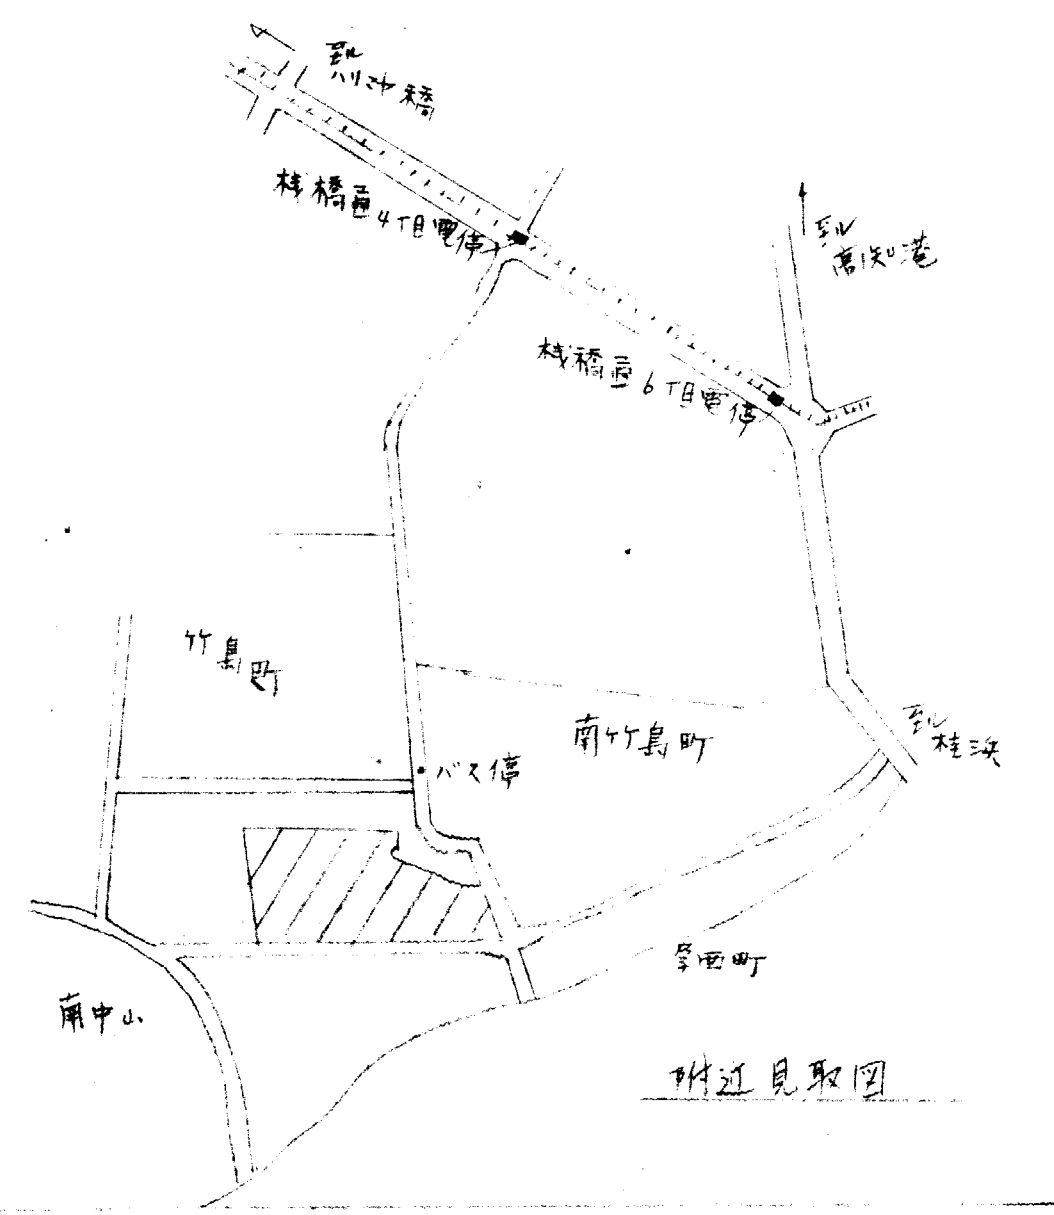 至ル
ハリマヤ橋
桟橋通4丁目電停
至ル
高知港
桟橋通6丁目電停
竹島町
南竹島町
至ル
桂浜
バス停
西町
南中山
附近見取図